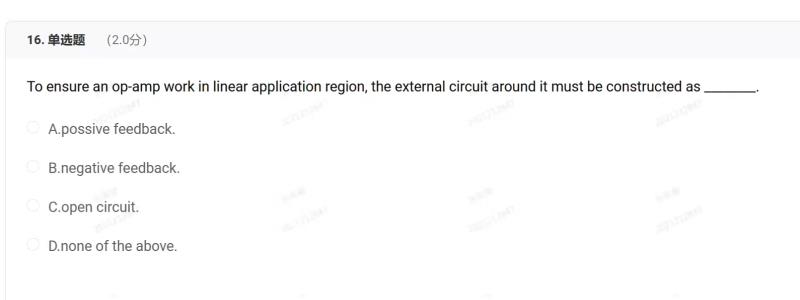 16. 单选题 (2.0分)
To ensure an op-amp work in linear application region, the external circuit around it must be constructed as ________.
A.possive feedback.
B.negative feedback.
C.open circuit.
D.none of the above.